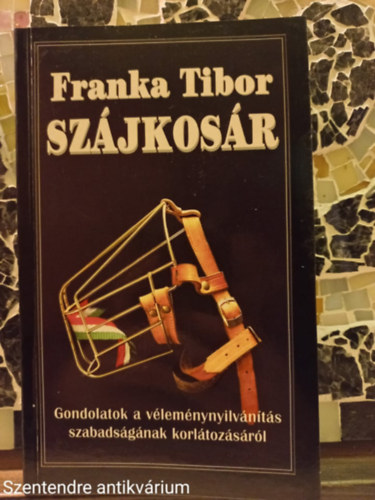 Franka Tibor
SZÁJKOSÁR
Gondolatok a véleménynyilvánítás
szabadságának korlátozásáról
Szentendre antikvárium